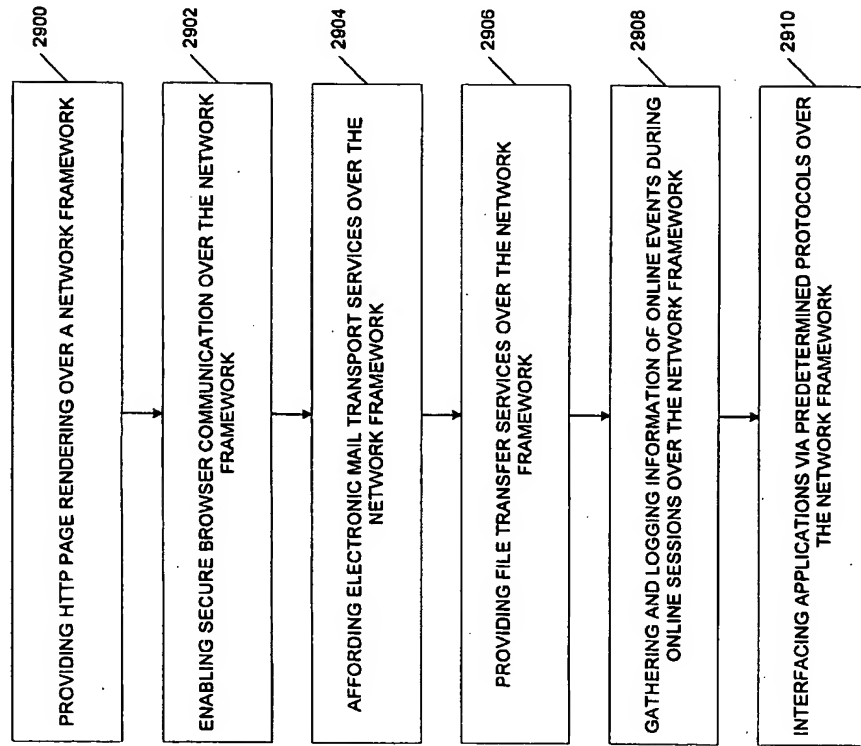 2900
PROVIDING HTTP PAGE RENDERING OVER A NETWORK FRAMEWORK
2902
ENABLING SECURE BROWSER COMMUNICATION OVER THE NETWORK
FRAMEWORK
2904
AFFORDING ELECTRONIC MAIL TRANSPORT SERVICES OVER THE
NETWORK FRAMEWORK
2906
PROVIDING FILE TRANSFER SERVICES OVER THE NETWORK
FRAMEWORK
2908
GATHERING AND LOGGING INFORMATION OF ONLINE EVENTS DURING
ONLINE SESSIONS OVER THE NETWORK FRAMEWORK
2910
INTERFACING APPLICATIONS VIA PREDETERMINED PROTOCOLS OVER
THE NETWORK FRAMEWORK